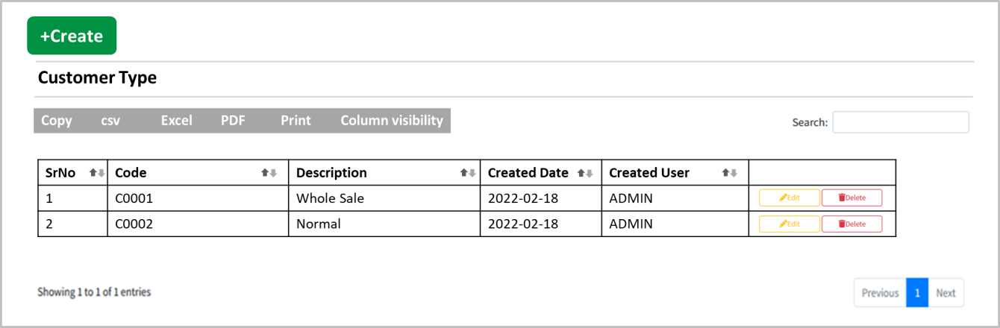 +Create
Customer Type
Copy csv Excel PDF Print Column visibility Search:
SrNo Code Description Created Date Created User
1 C0001 Whole Sale 2022-02-18 ADMIN Edit Delete
2 C0002 Normal 2022-02-18 ADMIN Edit Delete
Showing 1 to 1 of 1 entries Previous 1 Next